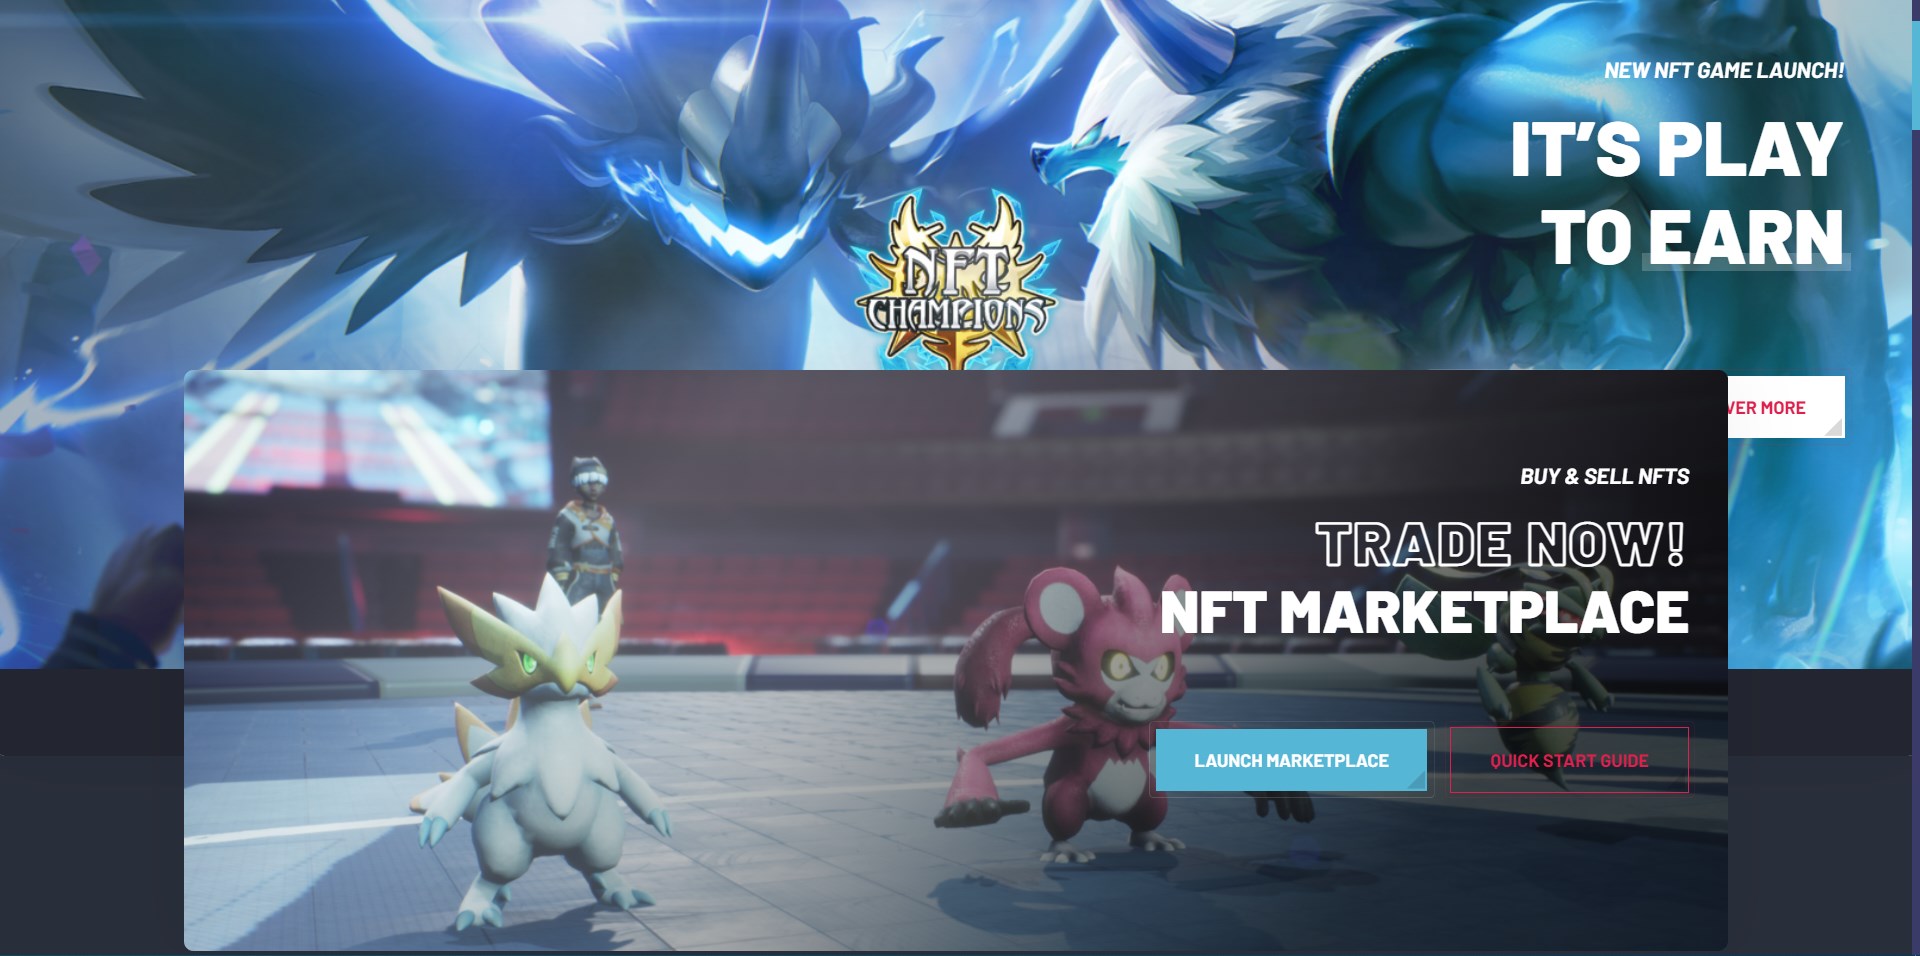 NEW NFT GAME LAUNCH!
IT'S PLAY
TO EARN
NFT
CHAMPIONS
VER MORE
BUY & SELL NFTS
TRADE NOW!
NFT MARKETPLACE
LAUNCH MARKETPLACE
QUICK START GUIDE